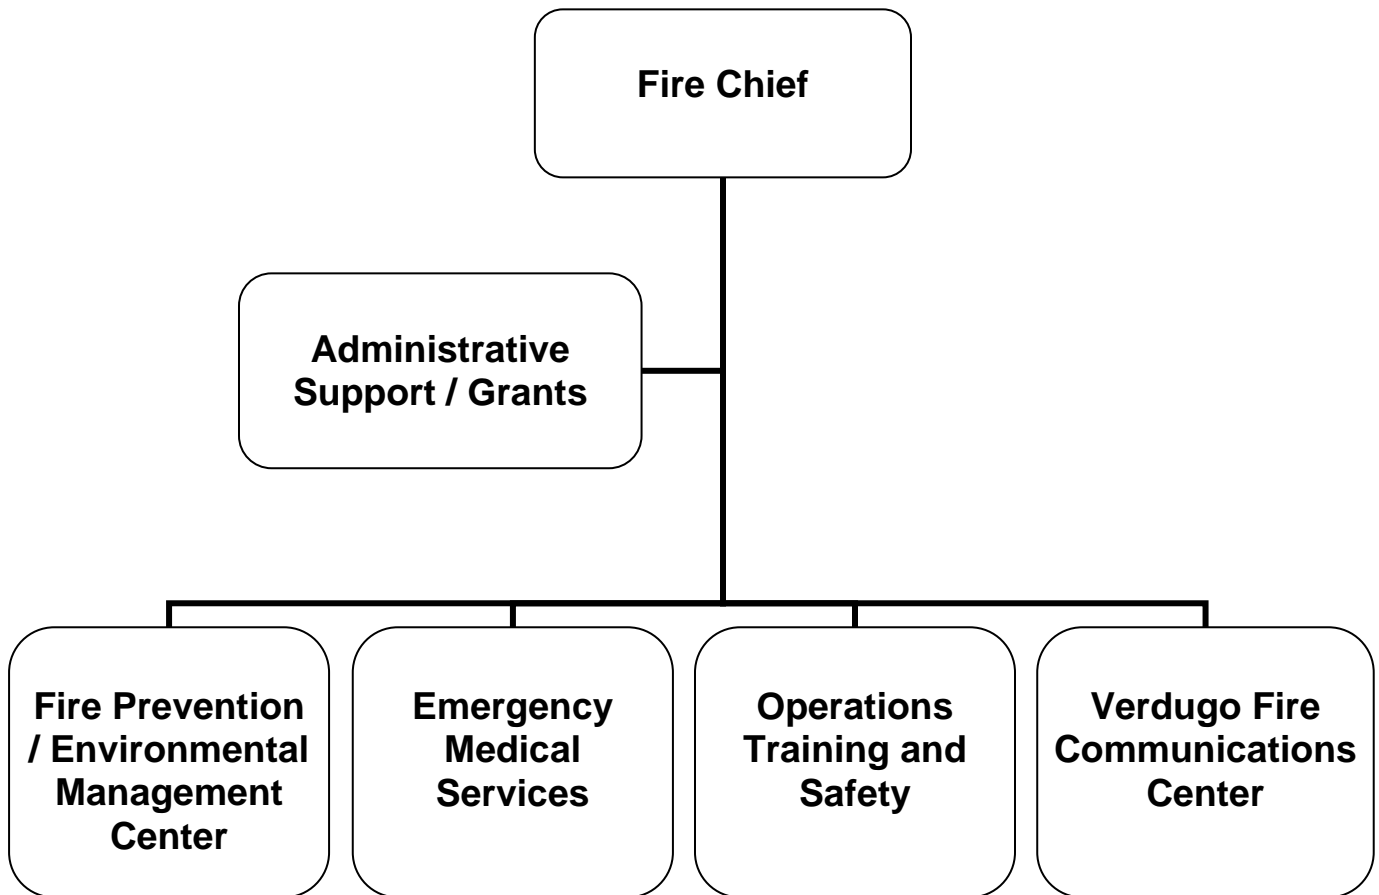 Fire Chief
Administrative
Support / Grants
Fire Prevention
/ Environmental
Management
Center
Emergency
Medical
Services
Operations
Training and
Safety
Verdugo Fire
Communications
Center